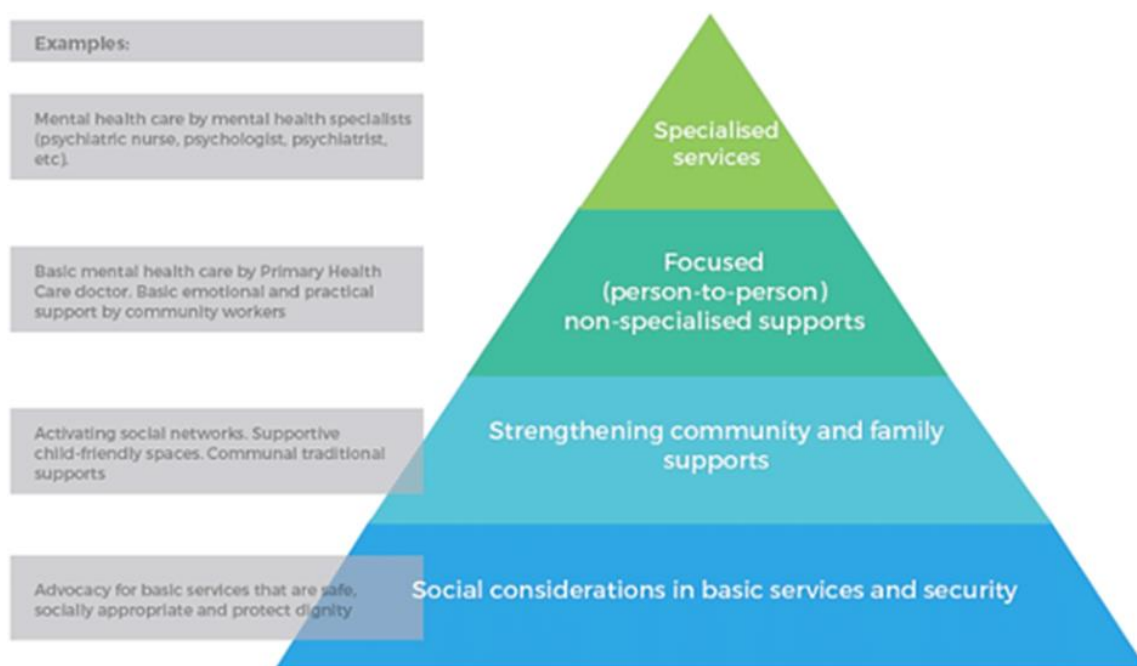 Examples:
Mental health care by mental health specialists
(psychiatric nurse, psychologist, psychiatrist,
etc).
Specialised
services
Basic mental health care by Primary Health
Care doctor. Basic emotional and practical
support by community workers
Focused
(person-to-person)
non-specialised supports
Activating social networks. Supportive
child-friendly spaces. Communal traditional
supports
Strengthening community and family
supports
Advocacy for basic services that are safe,
socially appropriate and protect dignity
Social considerations in basic services and security